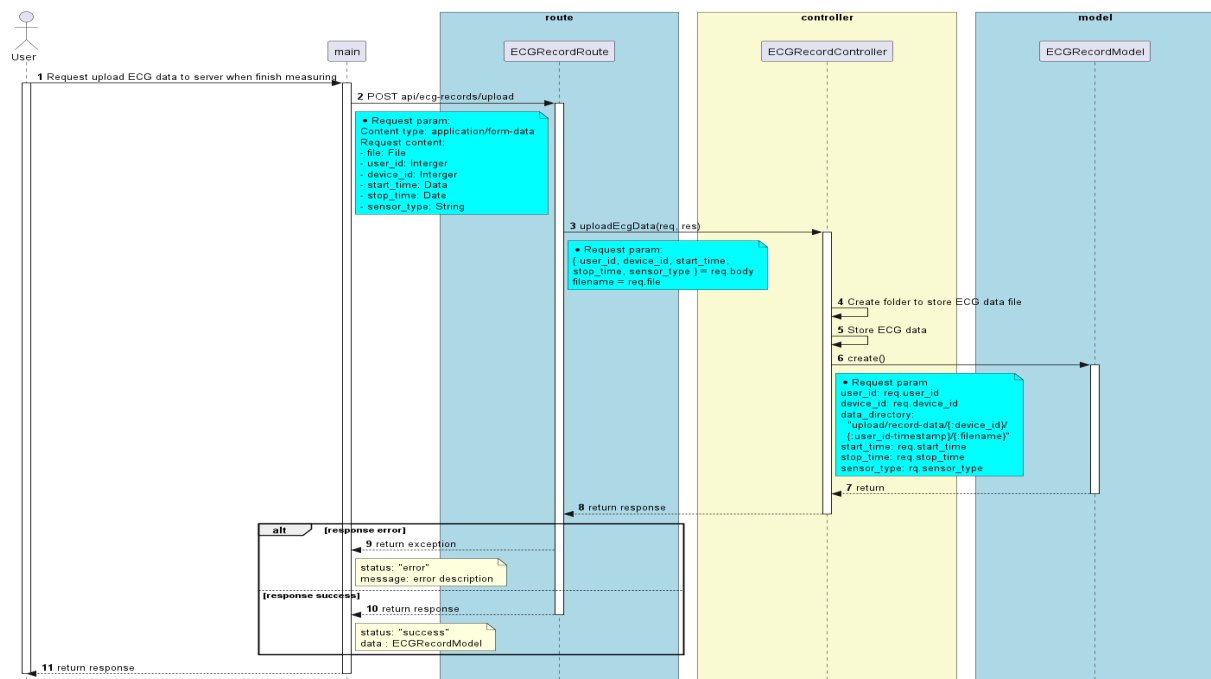 route
controller
model
User
main
ECGRecordRoute
ECGRecordController
ECGRecordModel
1 Request upload ECG data to server when finish measuring
2 POST api/ecg-records/upload
• Request param:
Content type: application/form-data
Request content:
- file: File
- user_id: Interger
- device_id: Interger
- start_time: Data
- stop_time: Date
- sensor_type: String
3 uploadEcgData(req, res)
• Request param:
{ user_id, device_id, start_time,
stop_time, sensor_type } = req.body
filename = req.file
4 Create folder to store ECG data file
5 Store ECG data
6 create()
• Request param
user_id: req.user_id
device_id: req.device_id
data_directory:
"upload/record-data/{:device_id}/
{:user_id-timestamp}/{:filename}"
start_time: req.start_time
stop_time: req.stop_time
sensor_type: rq.sensor_type
7 return
8 return response
alt [response error]
9 return exception
status: "error"
message: error description
[response success]
10 return response
status: "success"
data : ECGRecordModel
11 return response